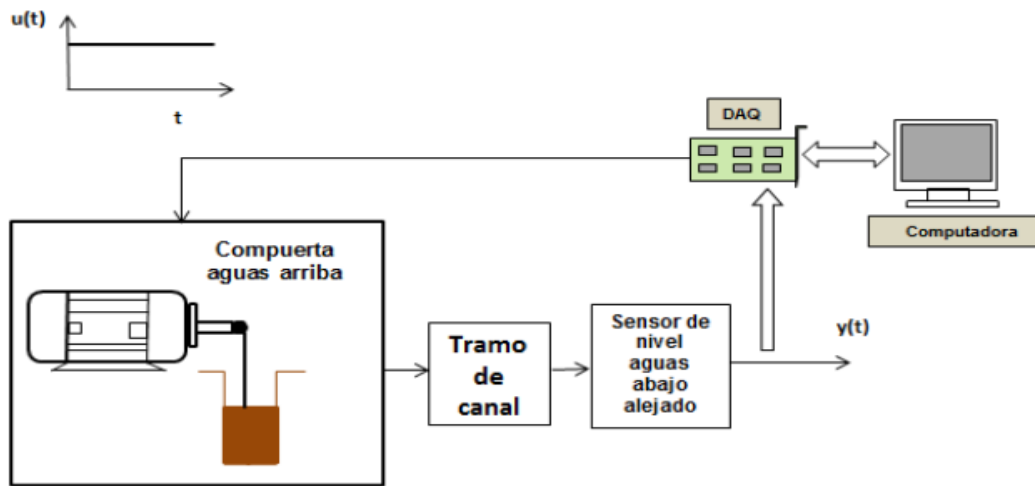 u(t)
t
DAQ
Computadora
Compuerta
aguas arriba
Tramo
de
canal
Sensor de
nivel
aguas
abajo
alejado
y(t)